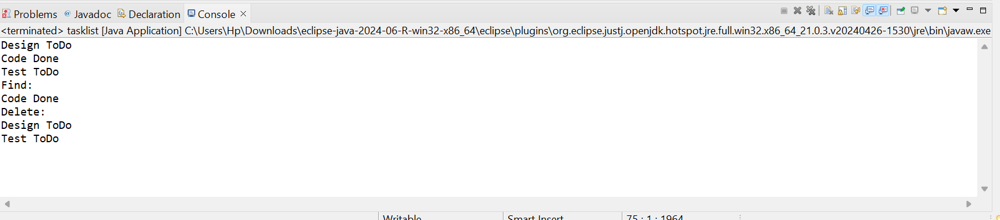 Problems @ Javadoc Declaration Console
<terminated> tasklist [Java Application] C:\Users\Hp\Downloads\eclipse-java-2024-06-R-win32-x86_64\eclipse\plugins\org.eclipse.justj.openjdk.hotspot.jre.full.win32.x86_64_21.0.3.v20240426-1530\jre\bin\javaw.exe
Design ToDo
Code Done
Test ToDo
Find:
Code Done
Delete:
Design ToDo
Test ToDo
Writable Smart Insert 75 : 1 : 1964